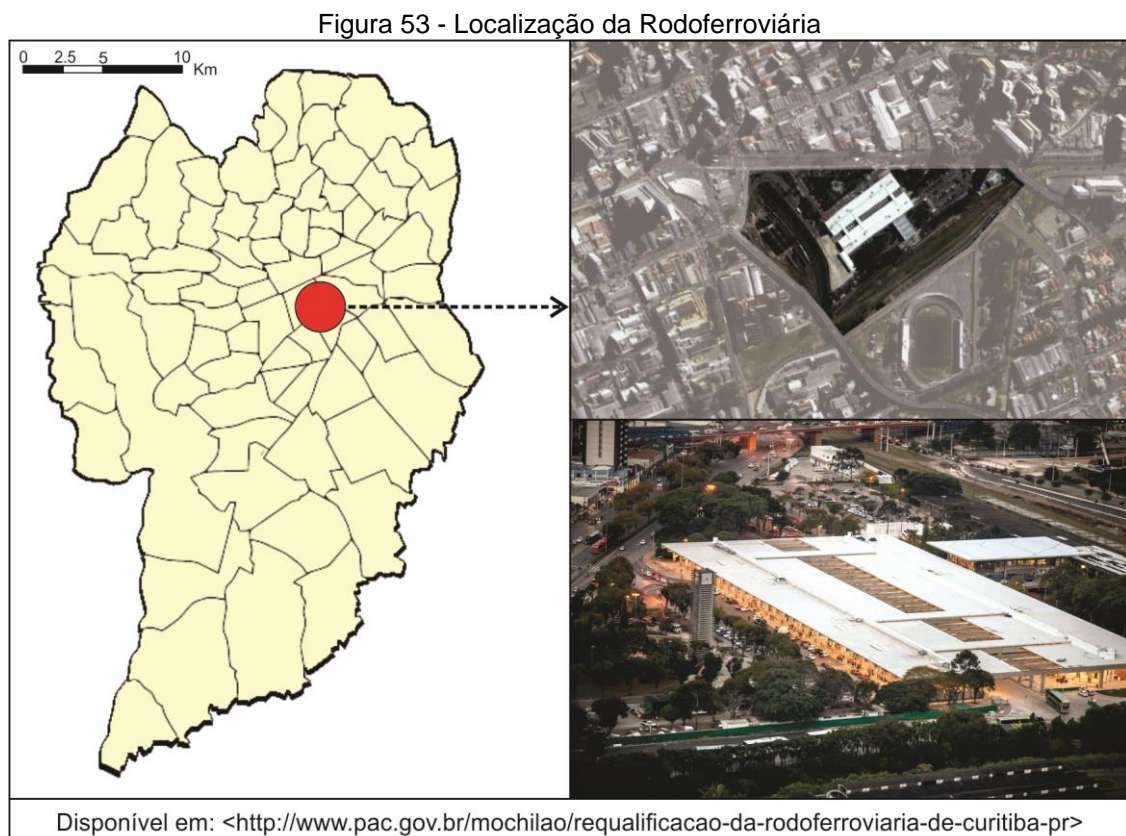 Figura 53 - Localização da Rodoferroviária
0 2.5 5 10
Km
Disponível em: <http://www.pac.gov.br/mochilao/requalificacao-da-rodoferroviaria-de-curitiba-pr>